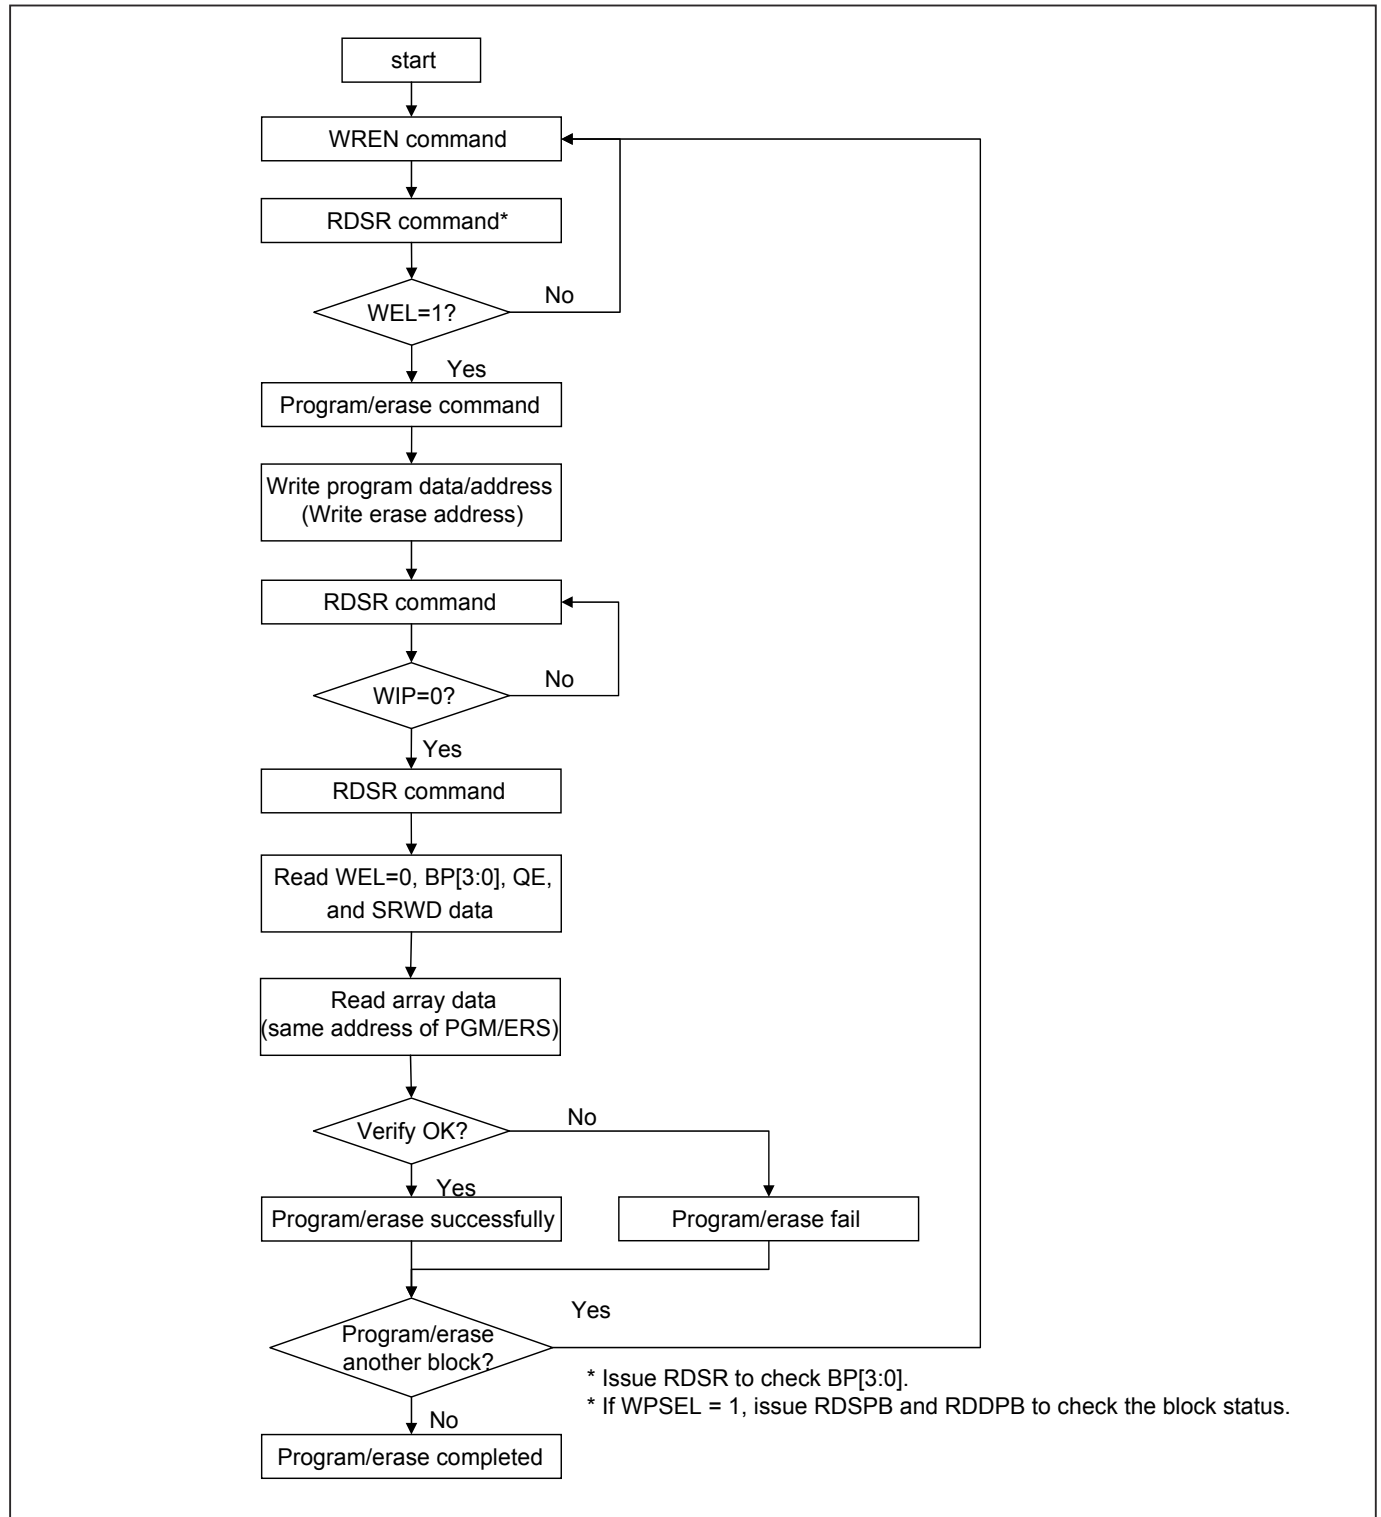 start
WREN command
RDSR command*
WEL=1?
No
Yes
Program/erase command
Write program data/address
(Write erase address)
RDSR command
WIP=0?
No
Yes
RDSR command
Read WEL=0, BP[3:0], QE,
and SRWD data
Read array data
(same address of PGM/ERS)
Verify OK?
No
Yes
Program/erase successfully
Program/erase fail
Program/erase
another block?
Yes
* Issue RDSR to check BP[3:0].
* If WPSEL = 1, issue RDSPB and RDDPB to check the block status.
No
Program/erase completed